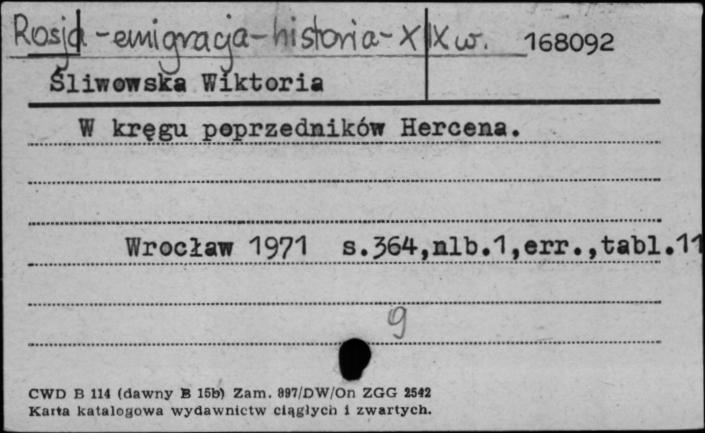 Rosja - emigracja - historia - XIX w. 168092
Śliwowska Wiktoria
W kręgu poprzedników Hercena.
Wrocław 1971 s.364,nlb.1,err.,tabl.11
9
CWD B 114 (dawny B 15b) Zam. 897/DW/On ZGG 2542
Karta katalogowa wydawnictw ciągłych i zwartych.